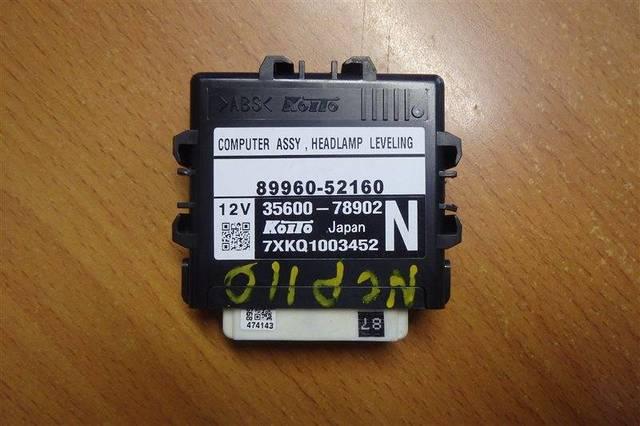 >ABS< KOITO
COMPUTER ASSY , HEADLAMP LEVELING
89960-52160
12V 35600-78902 N
KOITO Japan
7XKQ1003452
NCP110
474143 87